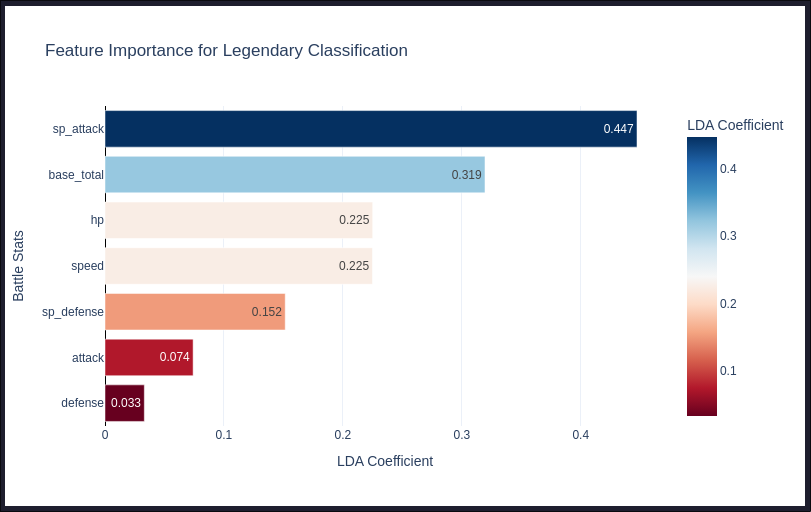 Feature Importance for Legendary Classification
LDA Coefficient
sp_attack
0.447
base_total
0.319
hp
0.225
speed
0.225
sp_defense
0.152
attack
0.074
defense
0.033
Battle Stats
0
0.1
0.2
0.3
0.4
LDA Coefficient
0.4
0.3
0.2
0.1